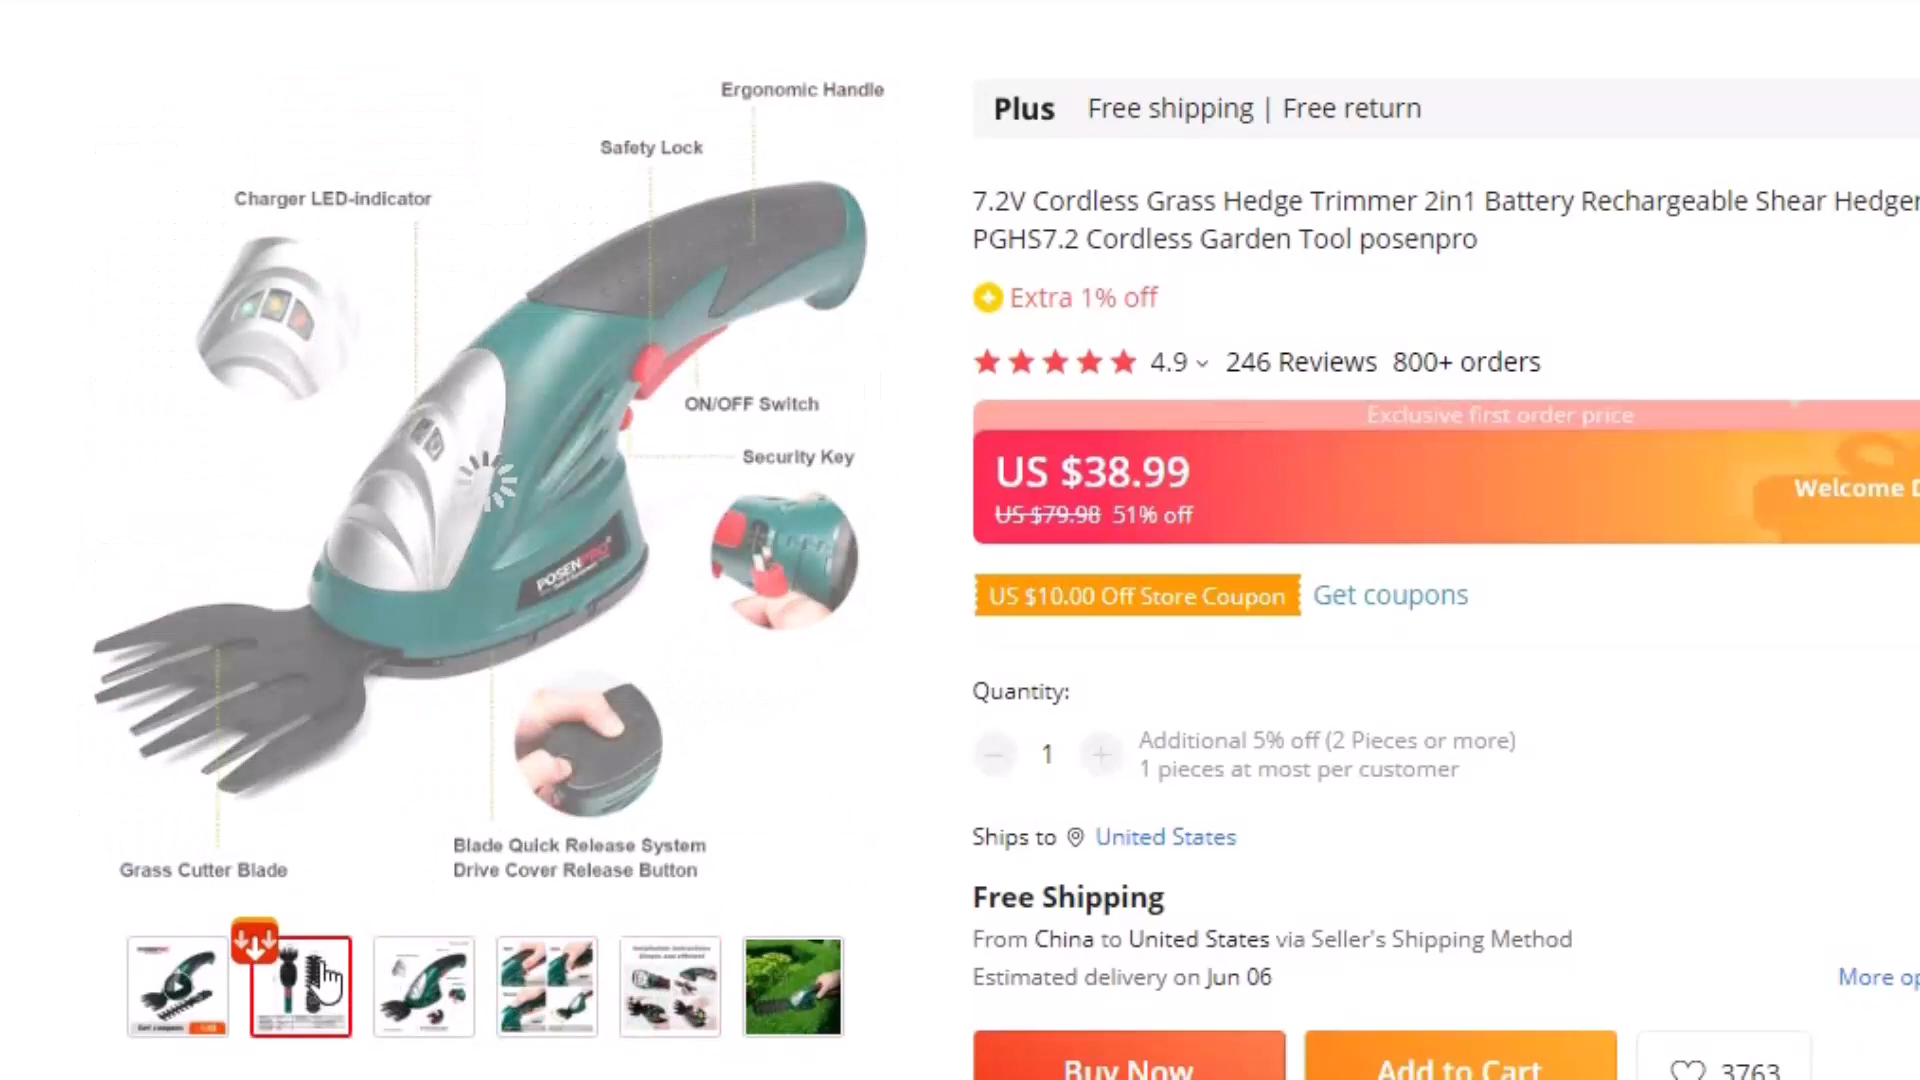 Ergonomic Handle
Safety Lock
Charger LED-indicator
ON/OFF Switch
Security Key
POSENPRO
Grass Cutter Blade
Blade Quick Release System
Drive Cover Release Button
Plus Free shipping | Free return
7.2V Cordless Grass Hedge Trimmer 2in1 Battery Rechargeable Shear Hedger
PGHS7.2 Cordless Garden Tool posenpro
Extra 1% off
4.9 246 Reviews 800+ orders
Exclusive first order price
US $38.99
Welcome
US $79.98 51% off
US $10.00 Off Store Coupon Get coupons
Quantity:
1
Additional 5% off (2 Pieces or more)
1 pieces at most per customer
Ships to United States
Free Shipping
From China to United States via Seller's Shipping Method
Estimated delivery on Jun 06
More op
Buy Now
Add to Cart
3763